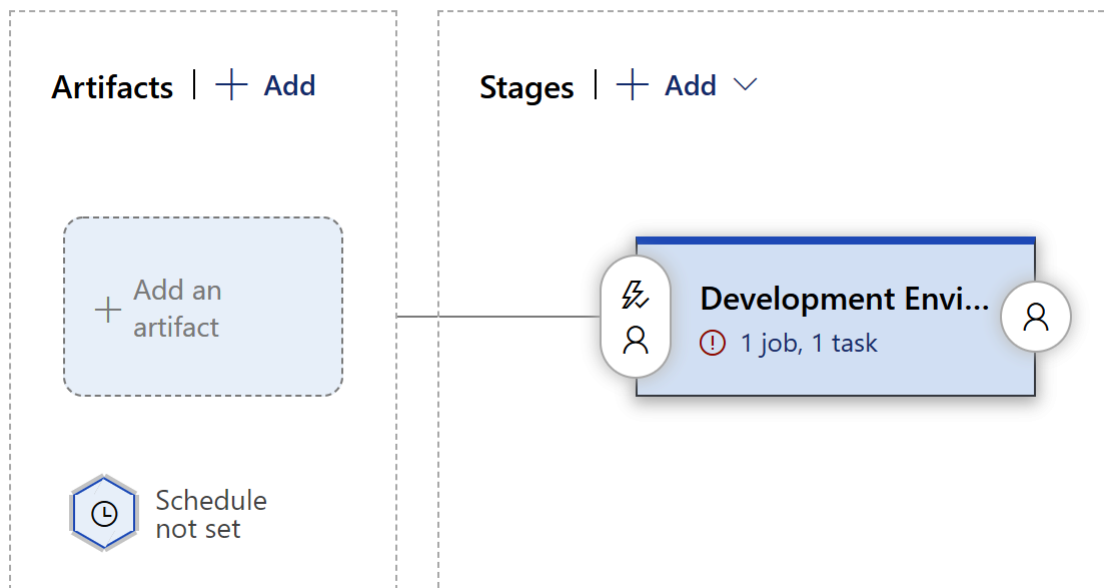 Artifacts | + Add
Stages | + Add
+ Add an
artifact
Development Envi...
1 job, 1 task
Schedule
not set